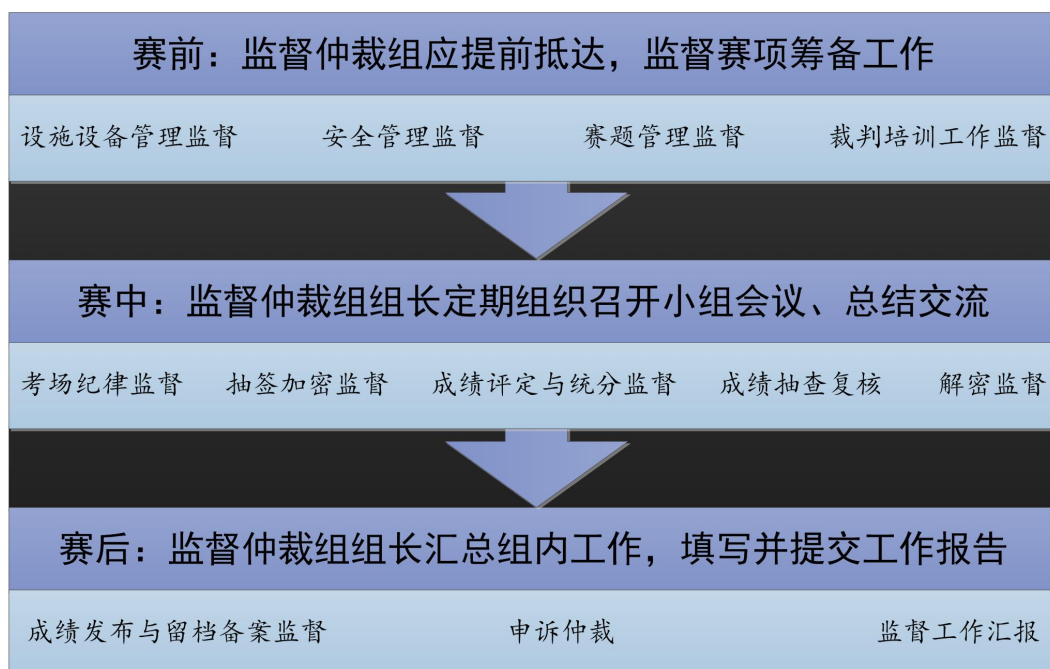 赛前：监督仲裁组应提前抵达，监督赛项筹备工作
设施设备管理监督 安全管理监督 赛题管理监督 裁判培训工作监督
赛中：监督仲裁组组长定期组织召开小组会议、总结交流
考场纪律监督 抽签加密监督 成绩评定与统分监督 成绩抽查复核 解密监督
赛后：监督仲裁组组长汇总组内工作，填写并提交工作报告
成绩发布与留档备案监督 申诉仲裁 监督工作汇报